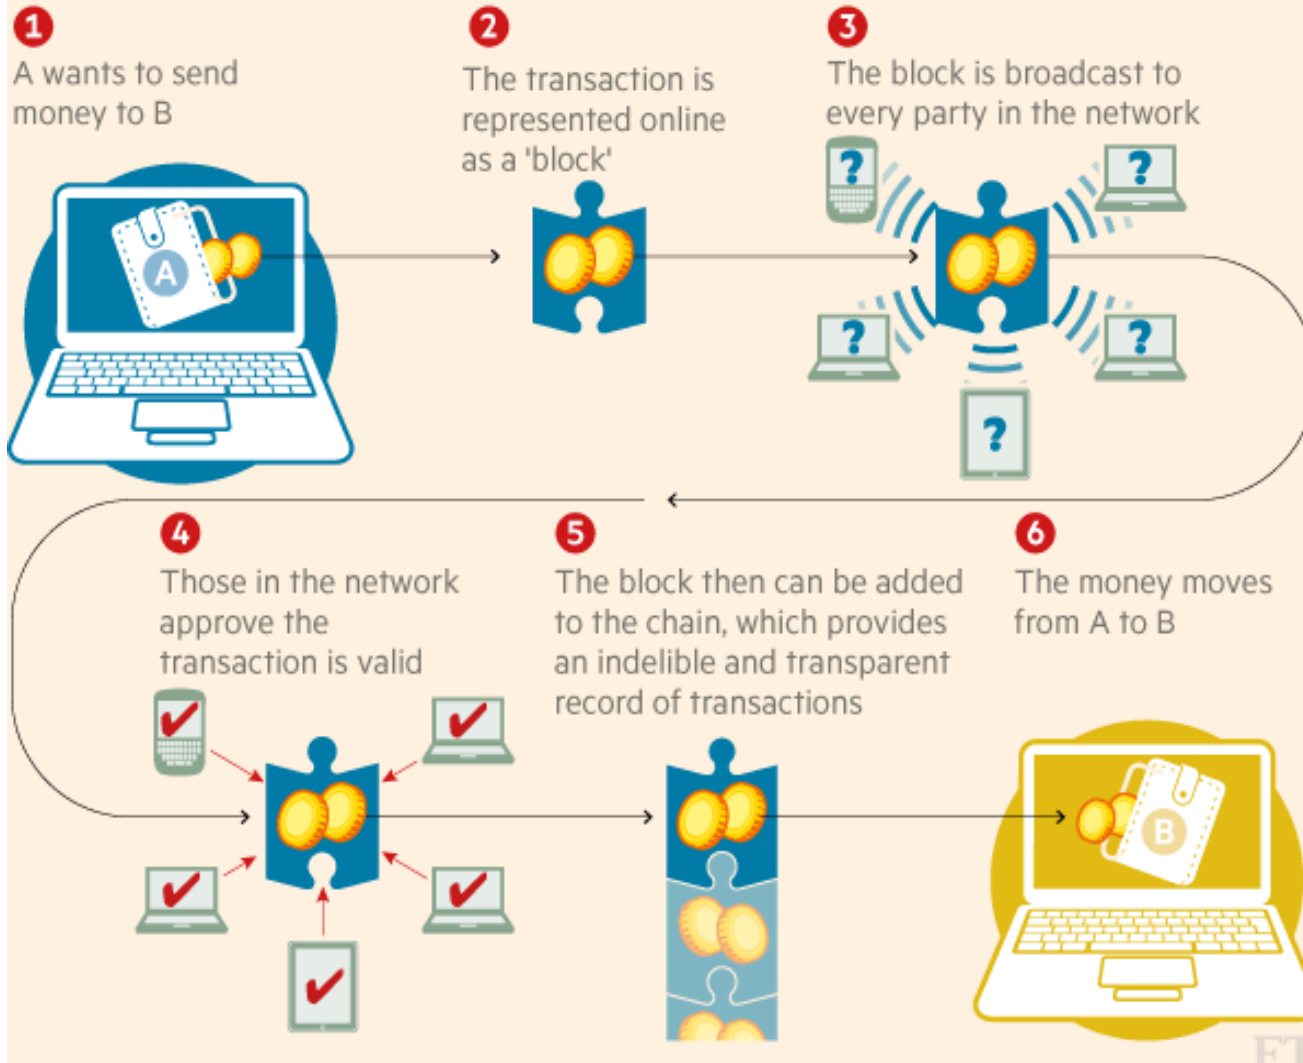 1
A wants to send
money to B
2
The transaction is
represented online
as a 'block'
3
The block is broadcast to
every party in the network
A
?
?
?
?
?
4
Those in the network
approve the
transaction is valid
5
The block then can be added
to the chain, which provides
an indelible and transparent
record of transactions
6
The money moves
from A to B
B
FT